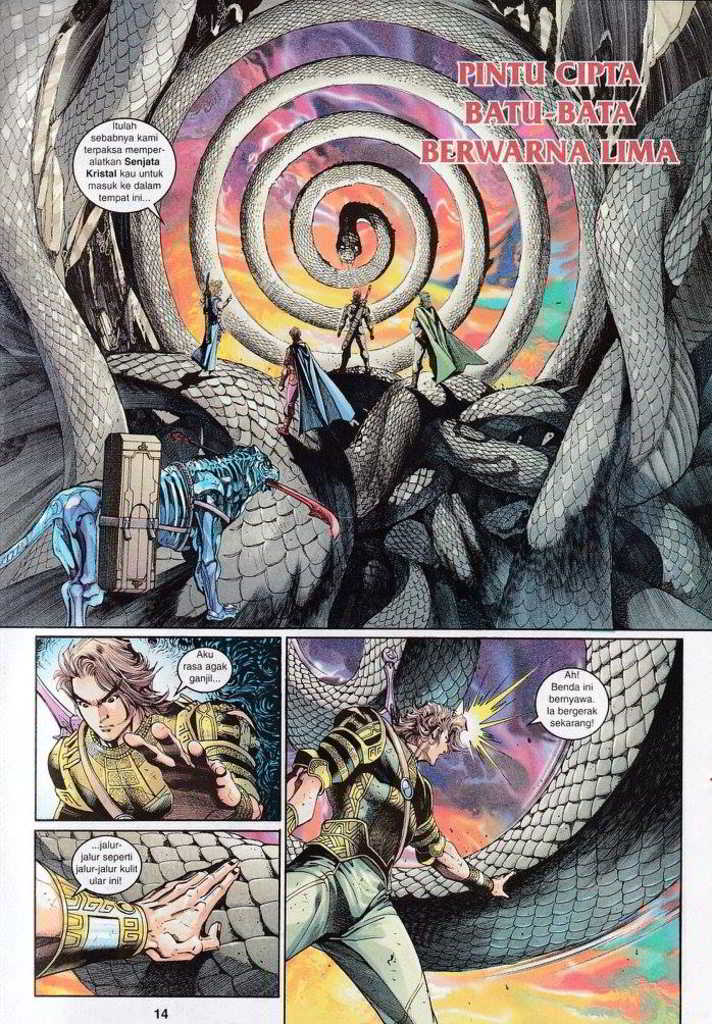 PINTU CIPTA
BATU-BATA
BERWARNA LIMA
Itulah
sebabnya kami
terpaksa memper-
alatkan Senjata
Kristal kau untuk
masuk ke dalam
tempat ini...
Aku
rasa agak
ganjil...
...jalur-
jalur seperti
jalur-jalur kulit
ular ini!
Ah!
Benda ini
bernyawa.
Ia bergerak
sekarang!
14